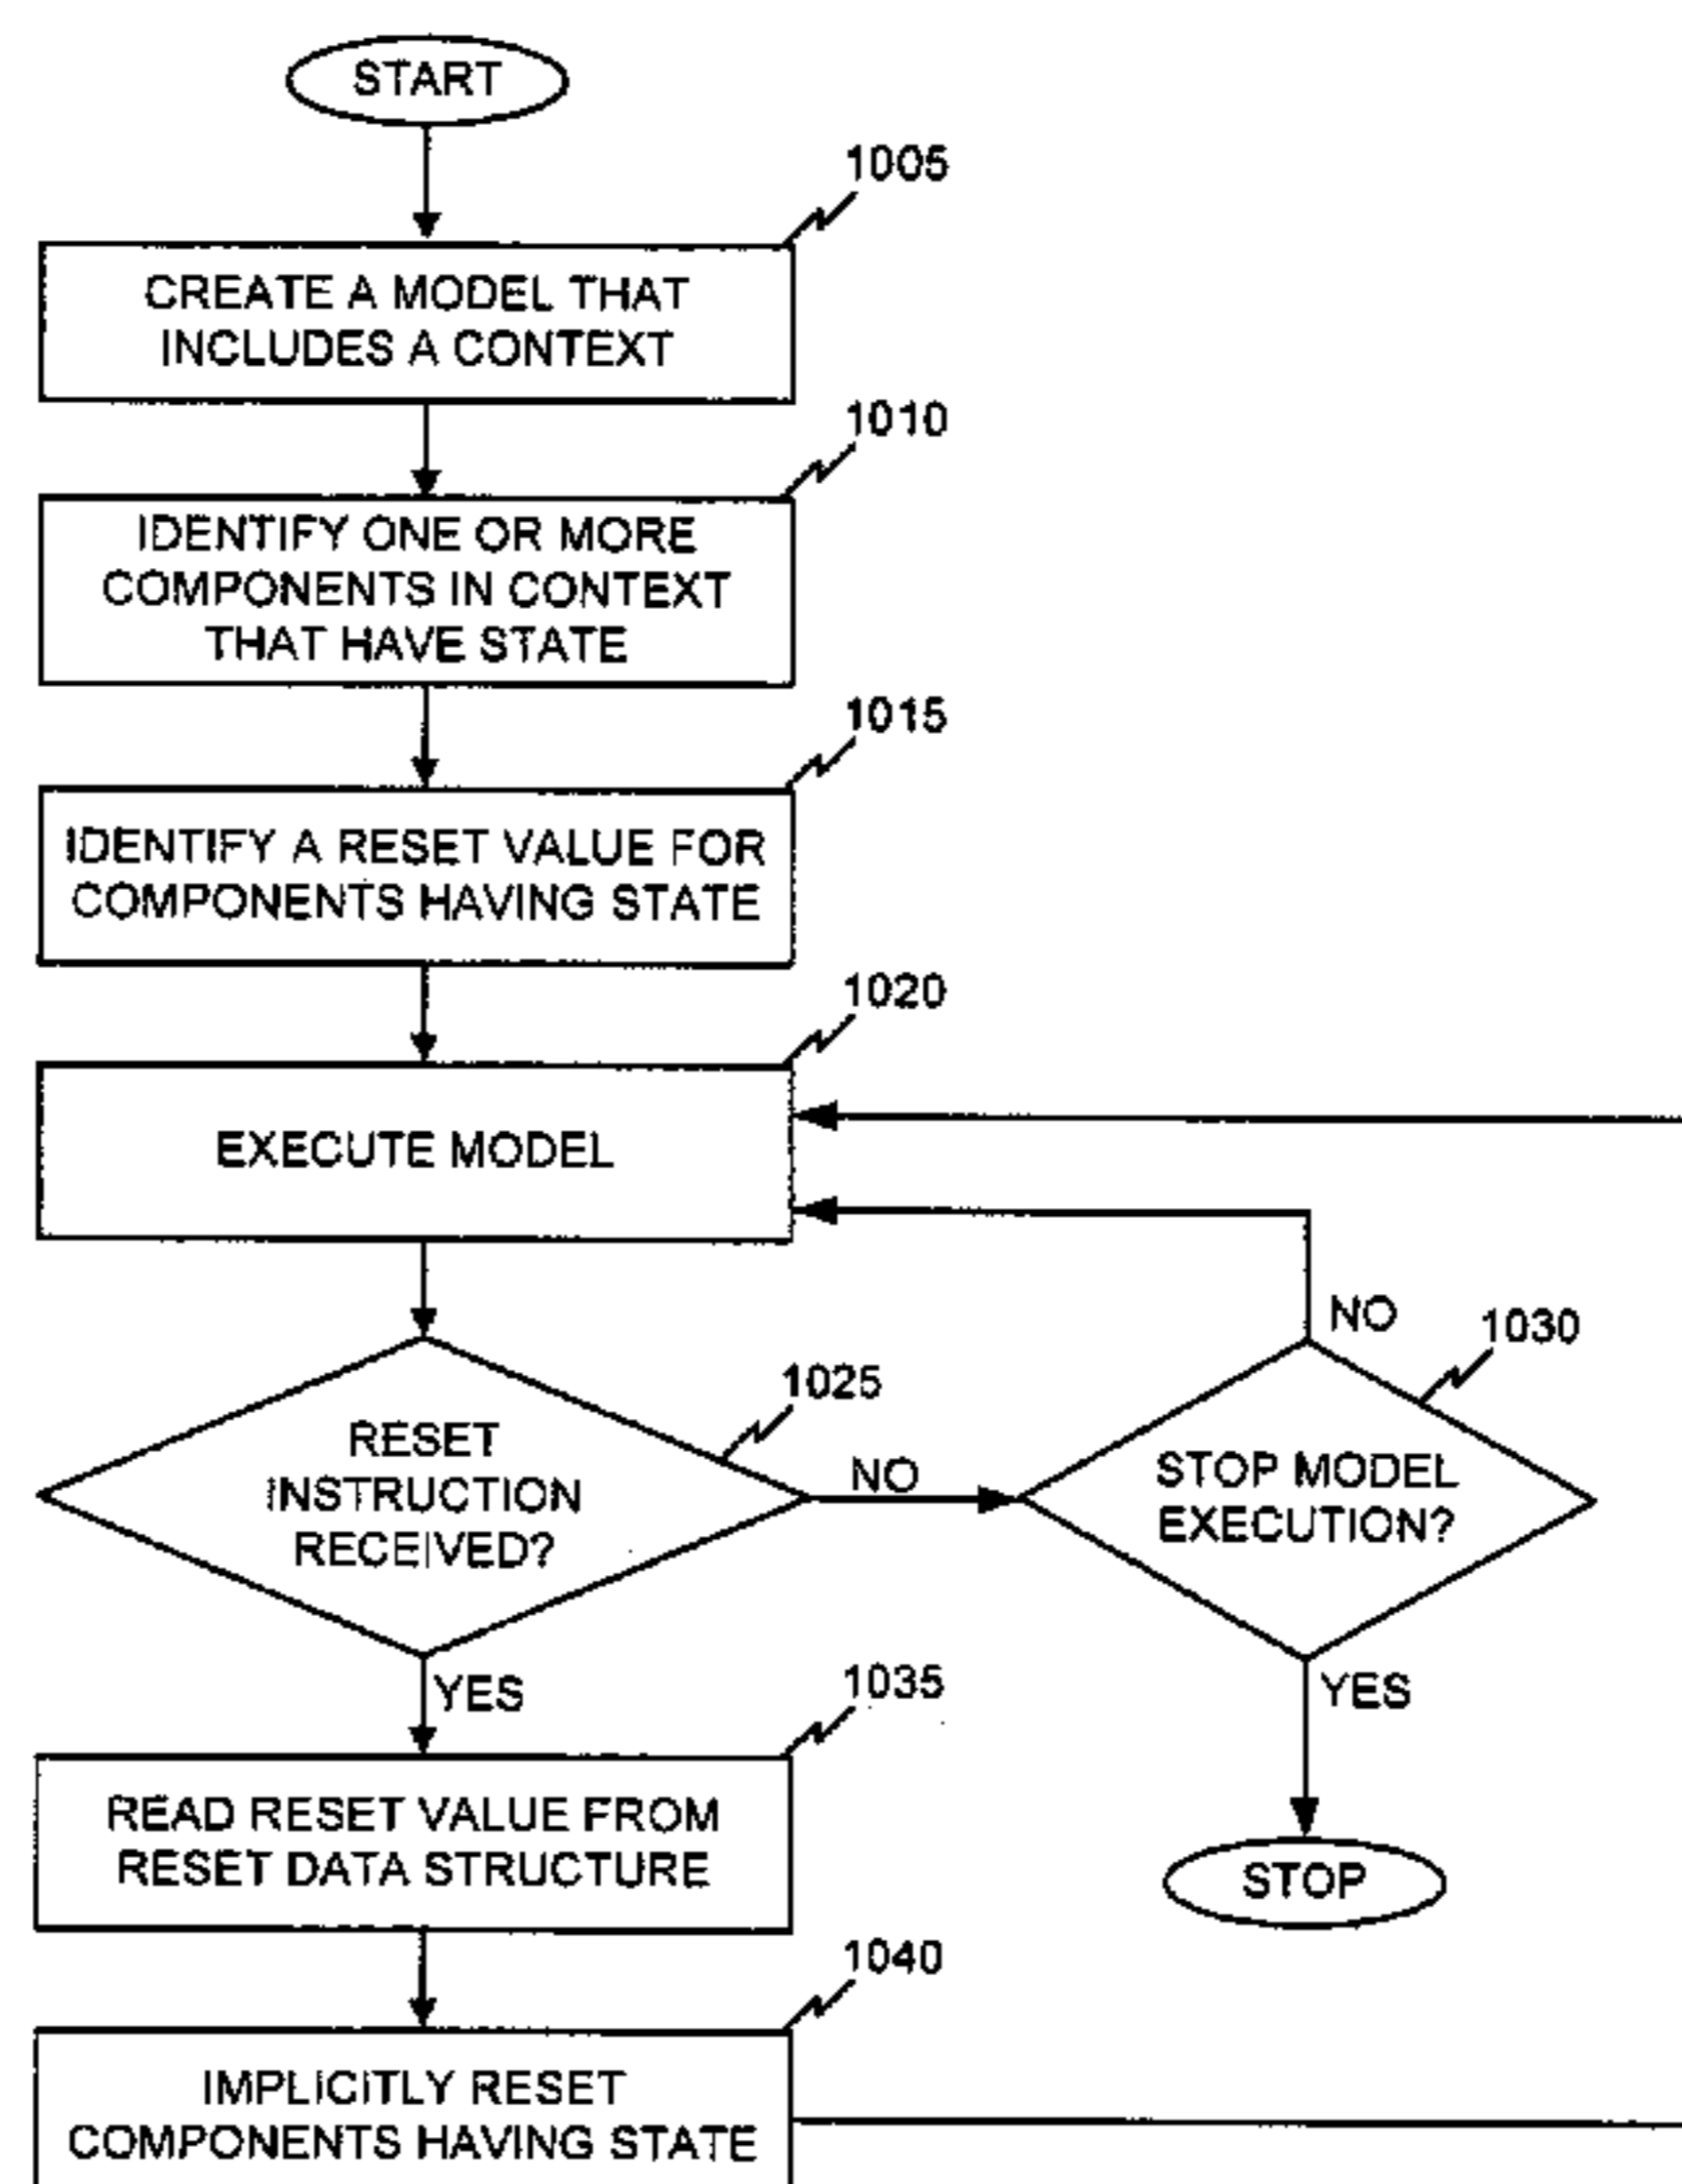 START
1005
CREATE A MODEL THAT
INCLUDES A CONTEXT
1010
IDENTIFY ONE OR MORE
COMPONENTS IN CONTEXT
THAT HAVE STATE
1015
IDENTIFY A RESET VALUE FOR
COMPONENTS HAVING STATE
1020
EXECUTE MODEL
NO
1030
1025
RESET
INSTRUCTION
RECEIVED?
NO
STOP MODEL
EXECUTION?
YES
1035
YES
READ RESET VALUE FROM
RESET DATA STRUCTURE
STOP
1040
IMPLICITLY RESET
COMPONENTS HAVING STATE